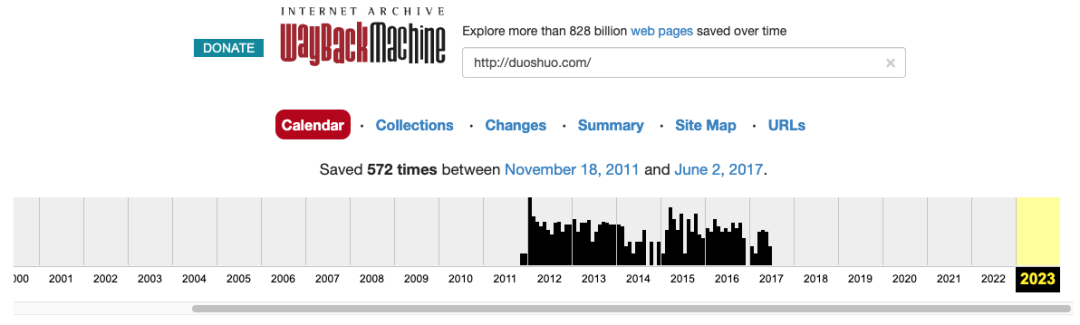 INTERNET ARCHIVE
DONATE
WayBackMachine
Explore more than 828 billion web pages saved over time
http://duoshuo.com/ ×
Calendar · Collections · Changes · Summary · Site Map · URLs
Saved 572 times between November 18, 2011 and June 2, 2017.
00 2001 2002 2003 2004 2005 2006 2007 2008 2009 2010 2011 2012 2013 2014 2015 2016 2017 2018 2019 2020 2021 2022 2023